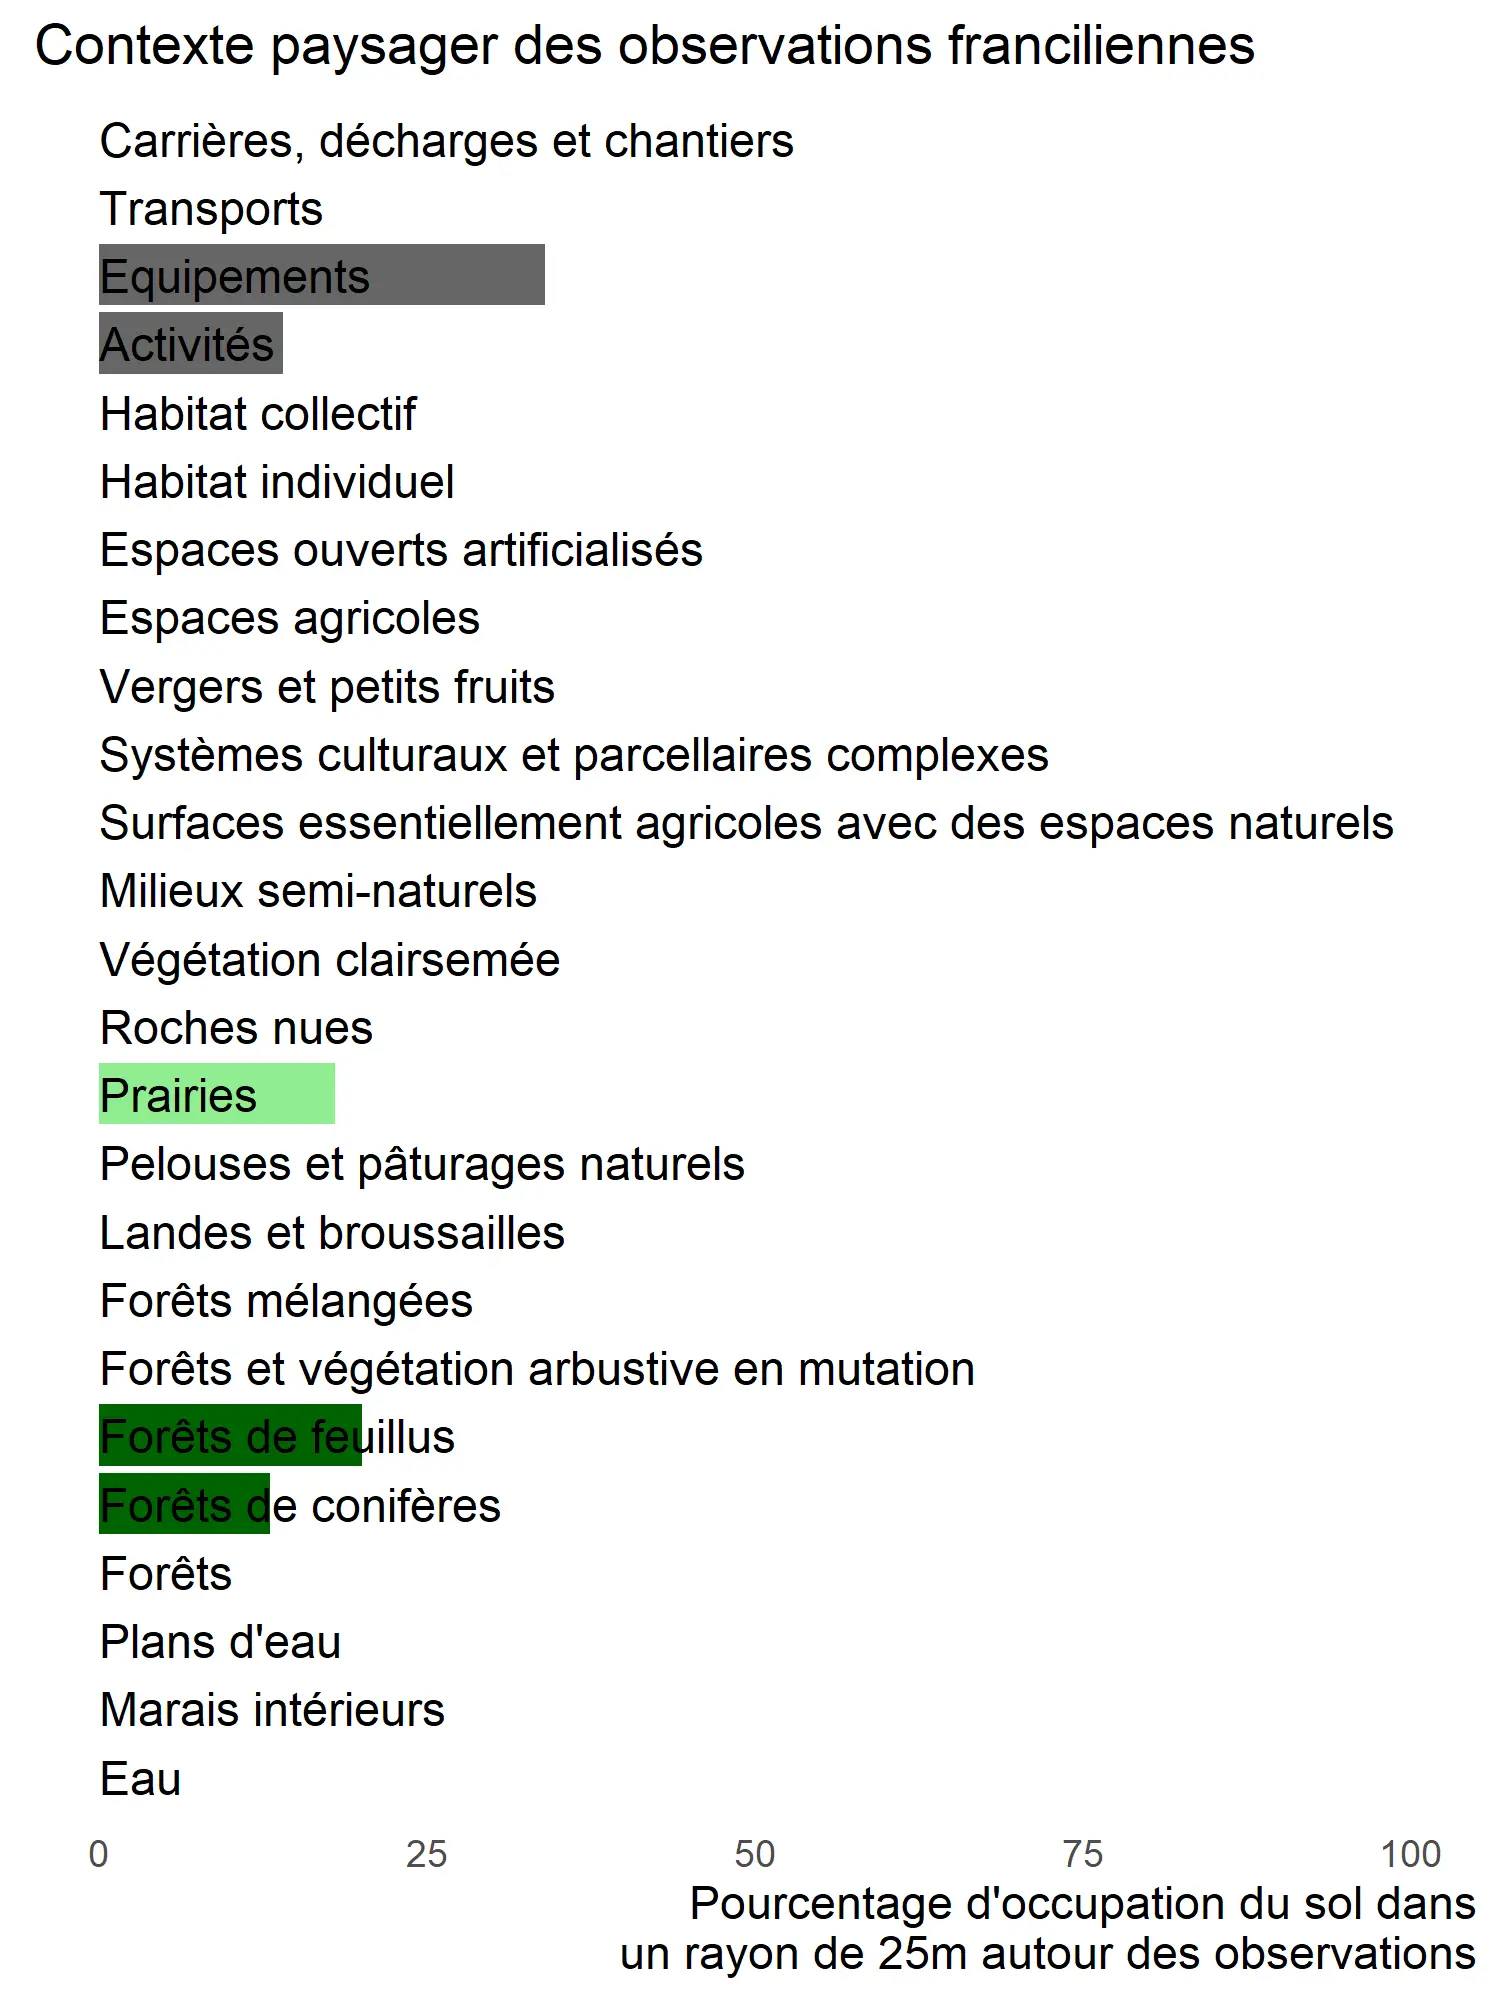 Contexte paysager des observations franciliennes
Carrières, décharges et chantiers
Transports
Equipements
Activités
Habitat collectif
Habitat individuel
Espaces ouverts artificialisés
Espaces agricoles
Vergers et petits fruits
Systèmes culturaux et parcellaires complexes
Surfaces essentiellement agricoles avec des espaces naturels
Milieux semi-naturels
Végétation clairsemée
Roches nues
Prairies
Pelouses et pâturages naturels
Landes et broussailles
Forêts mélangées
Forêts et végétation arbustive en mutation
Forêts de feuillus
Forêts de conifères
Forêts
Plans d'eau
Marais intérieurs
Eau
0 25 50 75 100
Pourcentage d'occupation du sol dans
un rayon de 25m autour des observations